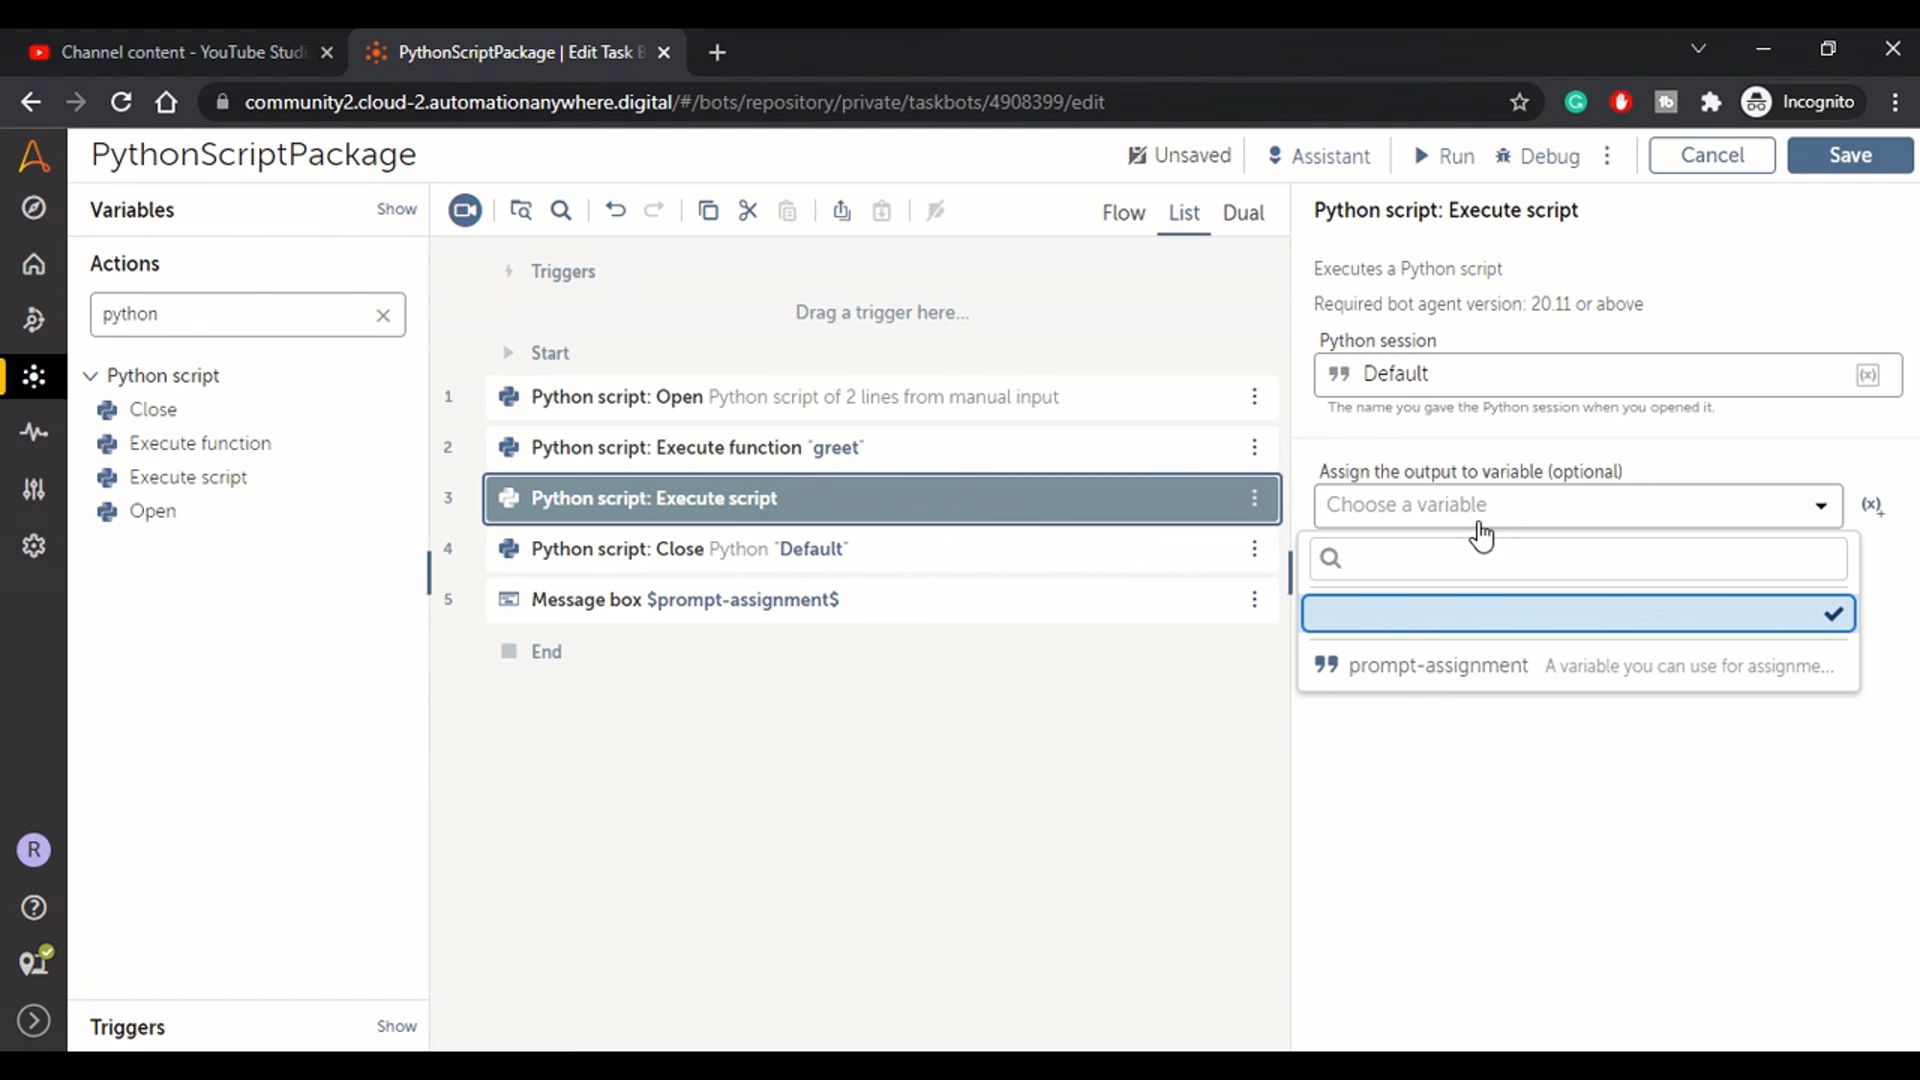 Channel content - YouTube Studi
PythonScriptPackage | Edit Task B
community2.cloud-2.automationanywhere.digital/#/bots/repository/private/taskbots/4908399/edit
Incognito
PythonScriptPackage
Unsaved
Assistant
Run
Debug
Cancel
Save
Variables
Show
Actions
python
Python script
Close
Execute function
Execute script
Open
Triggers
Show
Flow
List
Dual
Triggers
Drag a trigger here...
Start
1 Python script: Open Python script of 2 lines from manual input
2 Python script: Execute function "greet"
3 Python script: Execute script
4 Python script: Close Python "Default"
5 Message box $prompt-assignment$
End
Python script: Execute script
Executes a Python script
Required bot agent version: 20.11 or above
Python session
Default
(x)
The name you gave the Python session when you opened it.
Assign the output to variable (optional)
Choose a variable
(x)+
prompt-assignment A variable you can use for assignme...
R